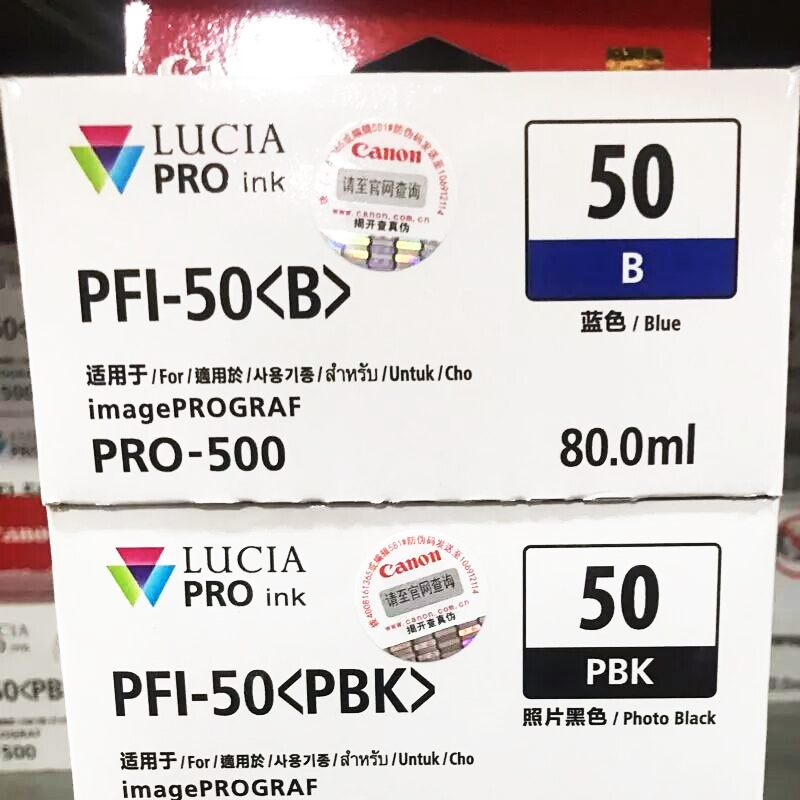 LUCIA
PRO ink
Canon
请至官网查询
www.canon.com.cn
揭开查真伪
50
B
蓝色 / Blue
PFI-50<B>
适用于 / For / 適用於 / 사용기종 / สำหรับ / Untuk / Cho
imagePROGRAF
PRO-500
80.0ml
LUCIA
PRO ink
Canon
请至官网查询
www.canon.com.cn
揭开查真伪
50
PBK
照片黑色 / Photo Black
PFI-50<PBK>
适用于 / For / 適用於 / 사용기종 / สำหรับ / Untuk / Cho
imagePROGRAF